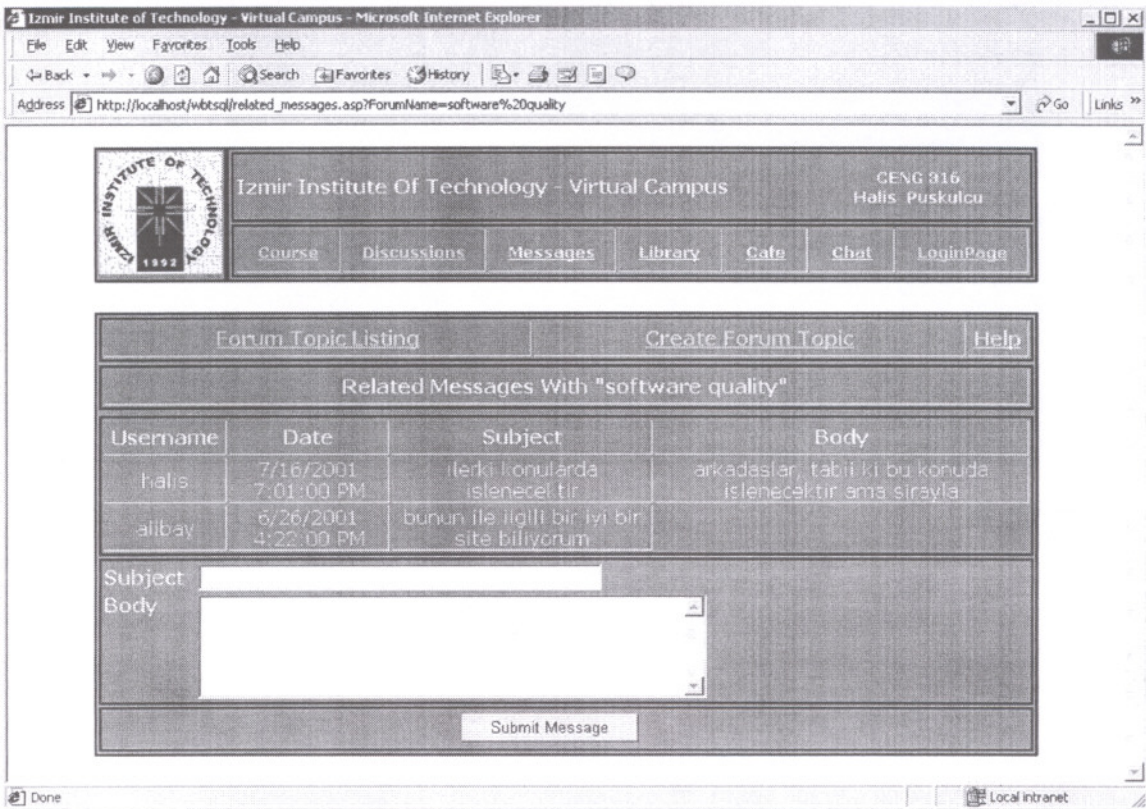 Izmir Institute of Technology - Virtual Campus - Microsoft Internet Explorer
File Edit View Favorites Tools Help
Back Search Favorites History
Address http://localhost/wbtsql/related_messages.asp?ForumName=software%20quality Go Links »
IZMIR INSTITUTE OF TECHNOLOGY
1992
Izmir Institute Of Technology - Virtual Campus
CENG 316
Halis Puskulcu
Course Discussions Messages Library Cafe Chat LoginPage
Forum Topic Listing Create Forum Topic Help
Related Messages With "software quality"
Username Date Subject Body
halis 7/16/2001 7:01:00 PM ilerki konularda islenecektir arkadaslar, tabii ki bu konuda islenecektir ama sirayla
alibay 6/26/2001 4:22:00 PM bunun ile ilgili bir iyi bir site biliyorum
Subject
Body
Submit Message
Done Local intranet